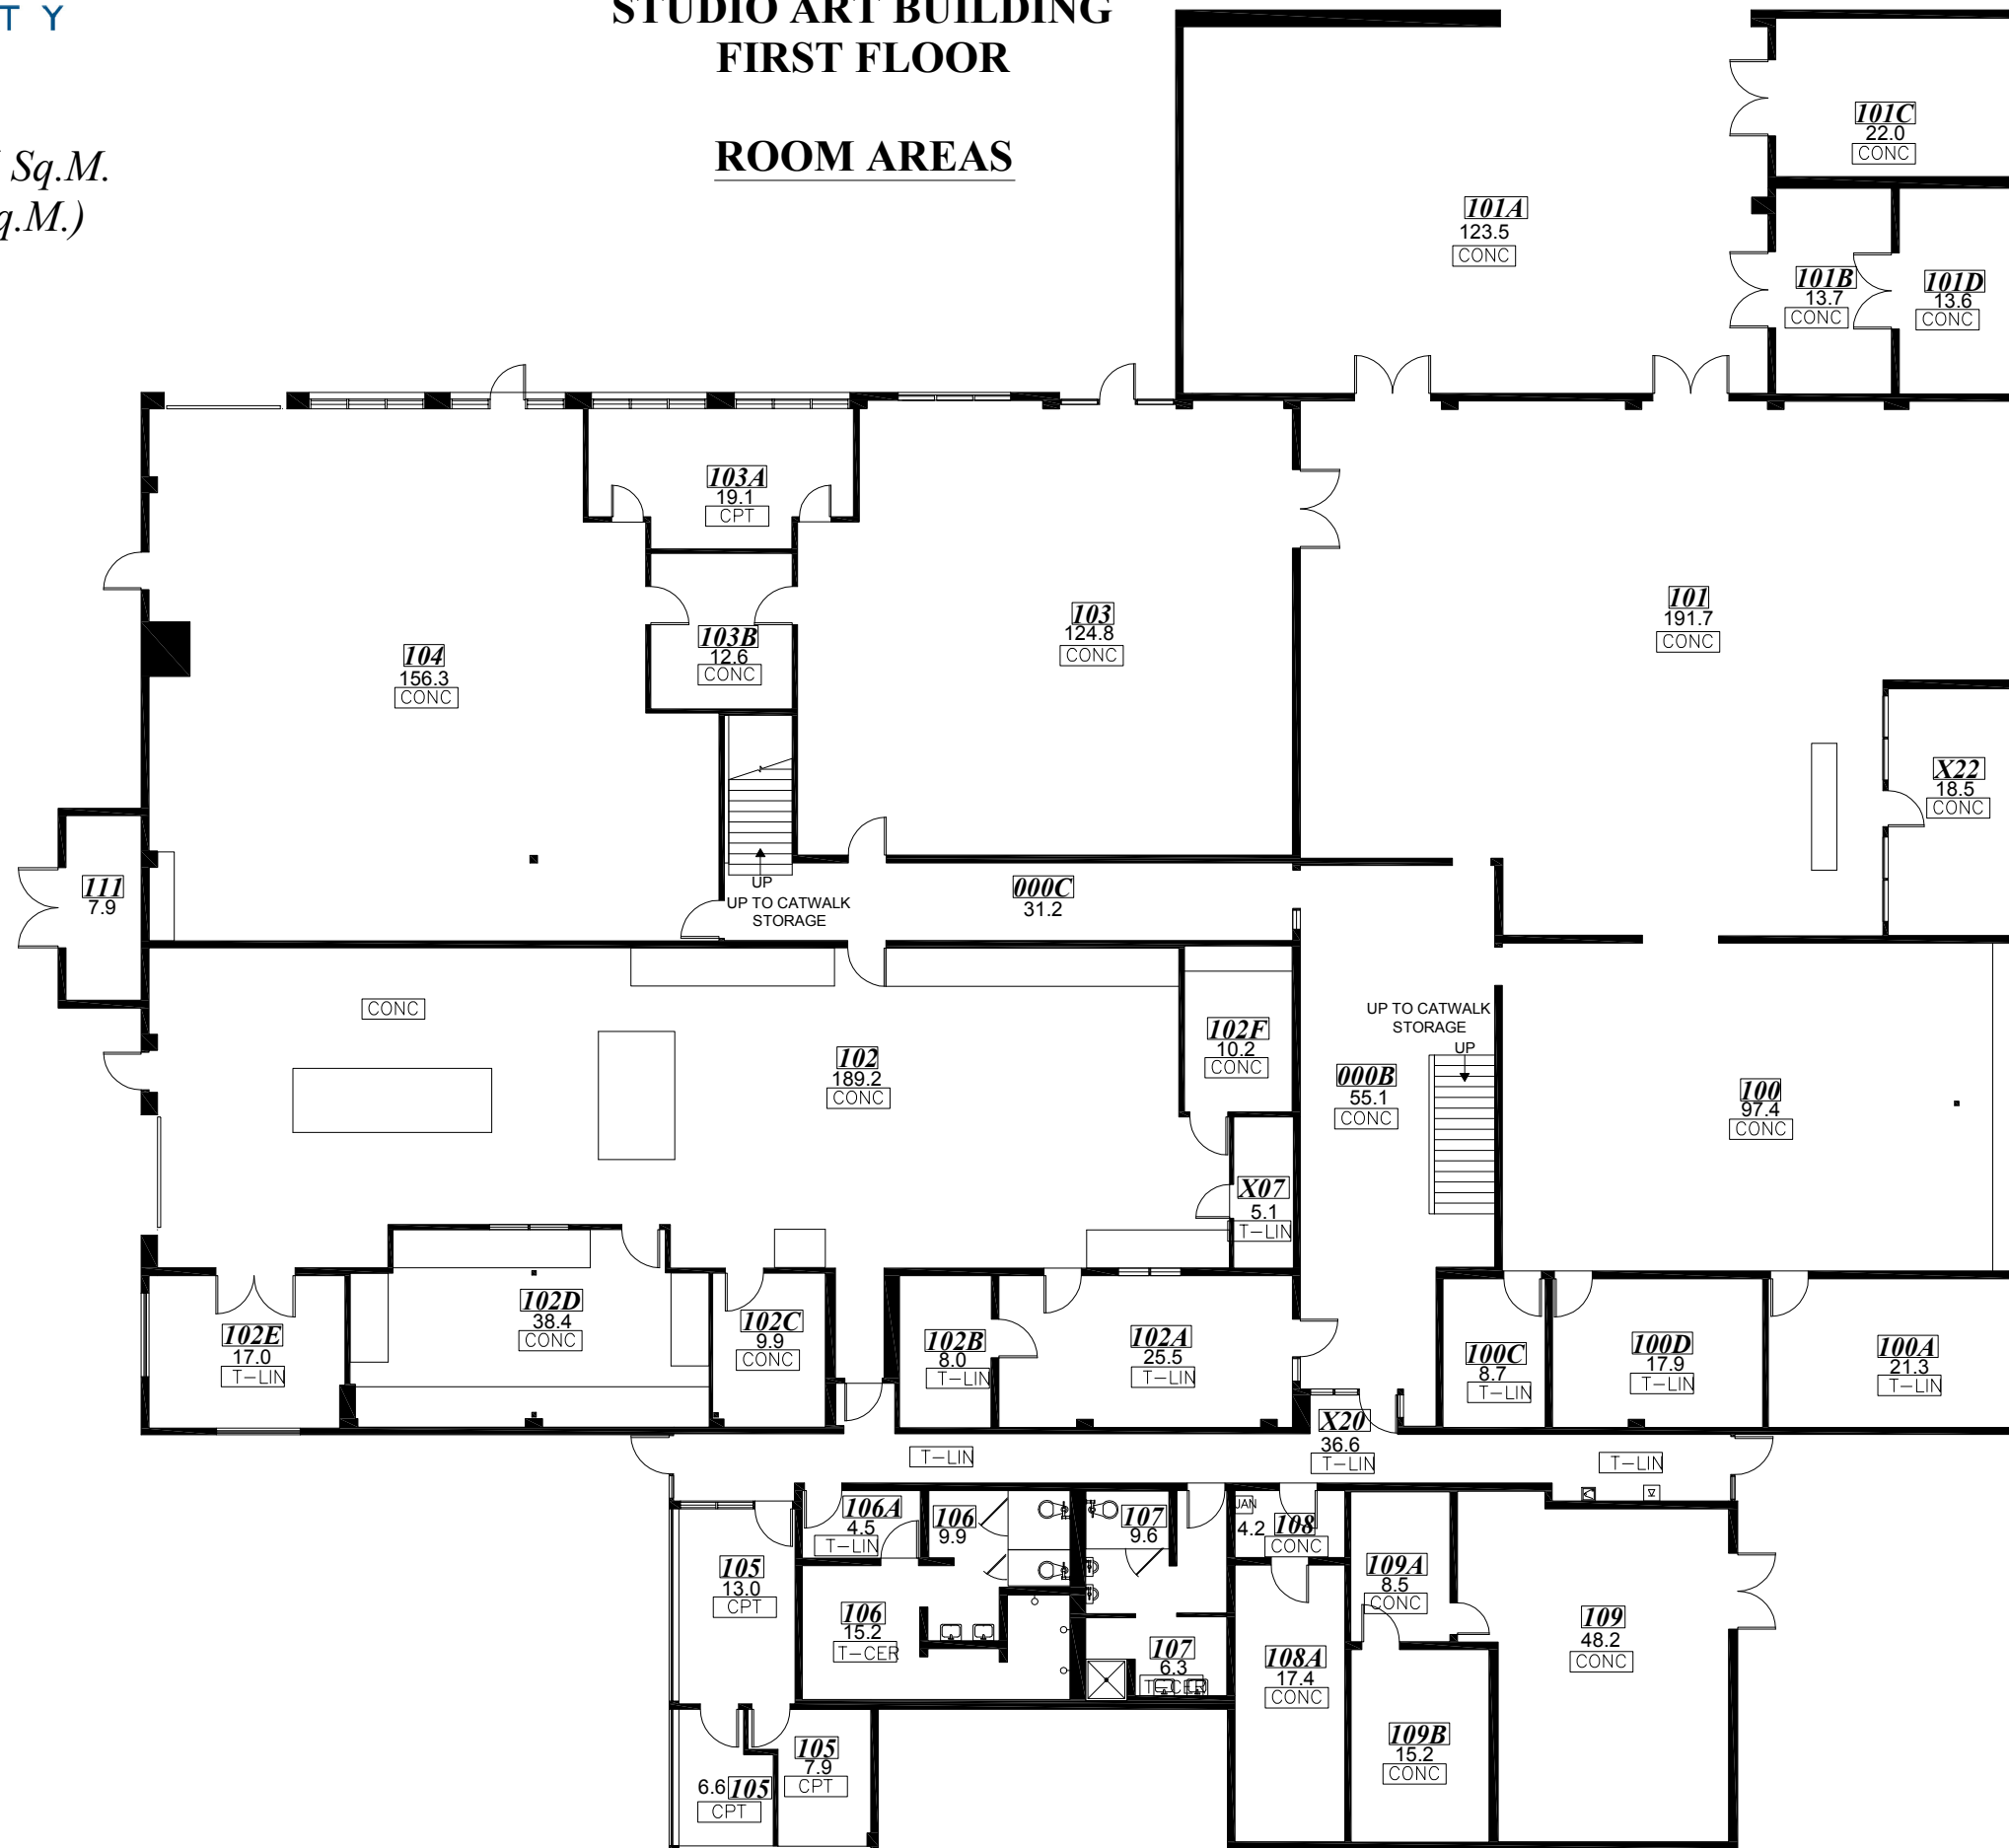 T Y
STUDIO ART BUILDING
FIRST FLOOR
ROOM AREAS
Sq.M.
q.M.)
101C
22.0
CONC
101A
123.5
CONC
101B
13.7
CONC
101D
13.6
CONC
103A
19.1
CPT
103
124.8
CONC
101
191.7
CONC
103B
12.6
CONC
104
156.3
CONC
X22
18.5
CONC
111
7.9
UP
UP TO CATWALK
STORAGE
000C
31.2
CONC
102
189.2
CONC
102F
10.2
CONC
UP TO CATWALK
STORAGE
UP
000B
55.1
CONC
100
97.4
CONC
X07
5.1
T-LIN
102E
17.0
T-LIN
102D
38.4
CONC
102C
9.9
CONC
102B
8.0
T-LIN
102A
25.5
T-LIN
100C
8.7
T-LIN
100D
17.9
T-LIN
100A
21.3
T-LIN
X20
36.6
T-LIN
T-LIN
T-LIN
106A
4.5
T-LIN
106
9.9
107
9.6
JAN
4.2 108
CONC
105
13.0
CPT
109A
8.5
CONC
106
15.2
T-CER
107
6.3
T-CER
108A
17.4
CONC
109
48.2
CONC
109B
15.2
CONC
105
7.9
CPT
6.6 105
CPT